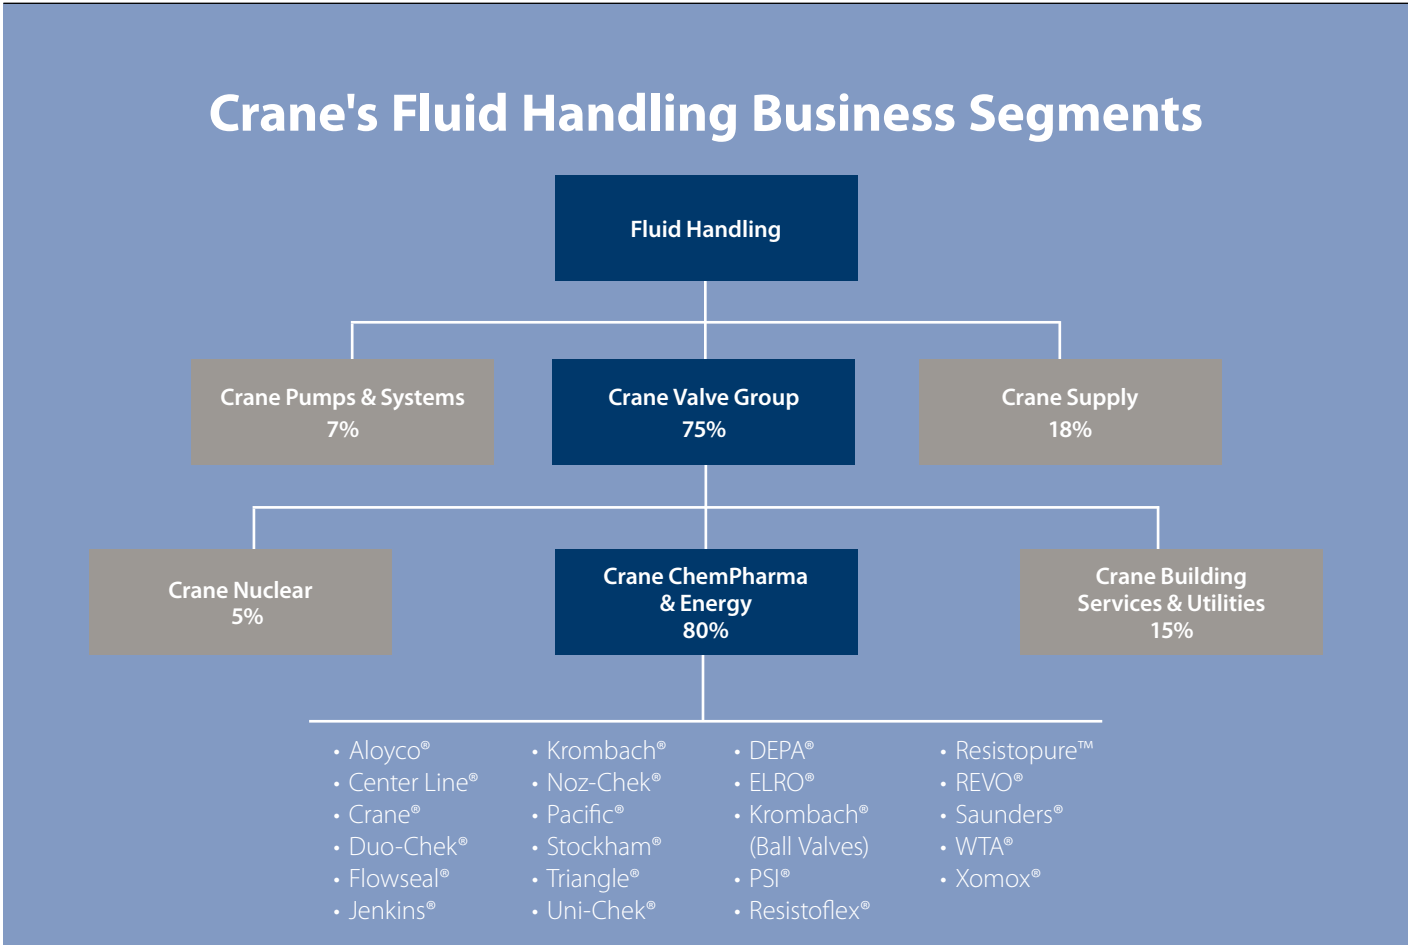 Crane's Fluid Handling Business Segments
Fluid Handling
Crane Pumps & Systems
7%
Crane Valve Group
75%
Crane Supply
18%
Crane Nuclear
5%
Crane ChemPharma
& Energy
80%
Crane Building
Services & Utilities
15%
• Aloyco®
• Center Line®
• Crane®
• Duo-Chek®
• Flowseal®
• Jenkins®
• Krombach®
• Noz-Chek®
• Pacific®
• Stockham®
• Triangle®
• Uni-Chek®
• DEPA®
• ELRO®
• Krombach®
(Ball Valves)
• PSI®
• Resistoflex®
• Resistopure™
• REVO®
• Saunders®
• WTA®
• Xomox®